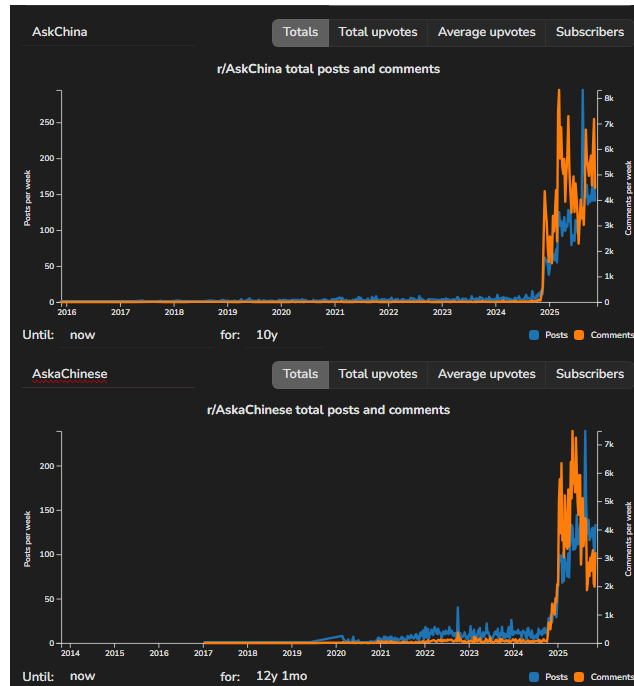 AskChina Totals Total upvotes Average upvotes Subscribers
r/AskChina total posts and comments
Posts per week
250
200
150
100
50
0
8k
7k
6k
5k
4k
3k
2k
1k
0
Comments per week
2016 2017 2018 2019 2020 2021 2022 2023 2024 2025
Until: now for: 10y Posts Comments
AskaChinese Totals Total upvotes Average upvotes Subscribers
r/AskaChinese total posts and comments
Posts per week
200
150
100
50
0
7k
6k
5k
4k
3k
2k
1k
0
Comments per week
2014 2015 2016 2017 2018 2019 2020 2021 2022 2023 2024 2025
Until: now for: 12y 1mo Posts Comments